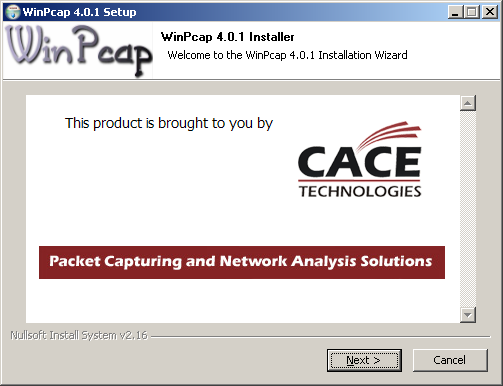 WinPcap 4.0.1 Setup
WinPcap
WinPcap 4.0.1 Installer
Welcome to the WinPcap 4.0.1 Installation Wizard
This product is brought to you by
CACE
TECHNOLOGIES
Packet Capturing and Network Analysis Solutions
Nullsoft Install System v2.16
Next >
Cancel